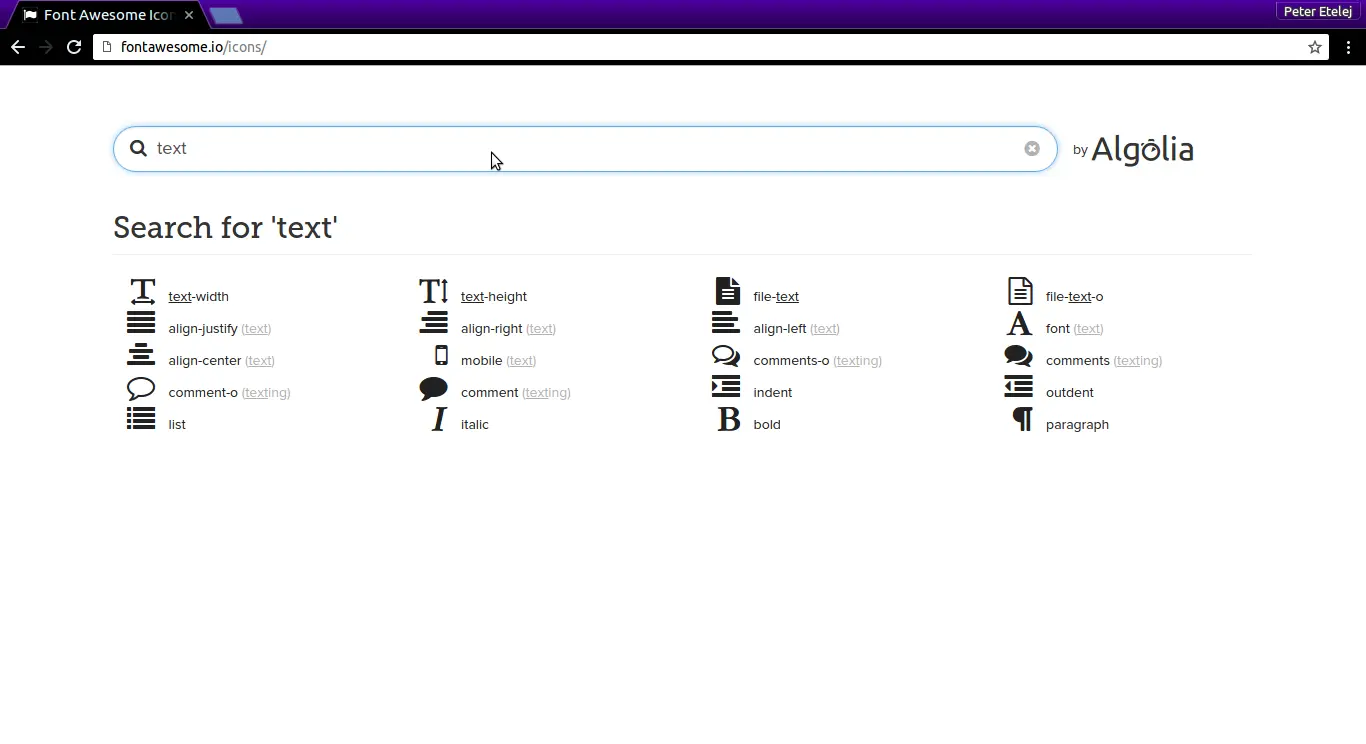 Font Awesome Icon
Peter Etelej
fontawesome.io/icons/
text
by Algolia
Search for 'text'
text-width text-height file-text file-text-o
align-justify (text) align-right (text) align-left (text) font (text)
align-center (text) mobile (text) comments-o (texting) comments (texting)
comment-o (texting) comment (texting) indent outdent
list italic bold paragraph